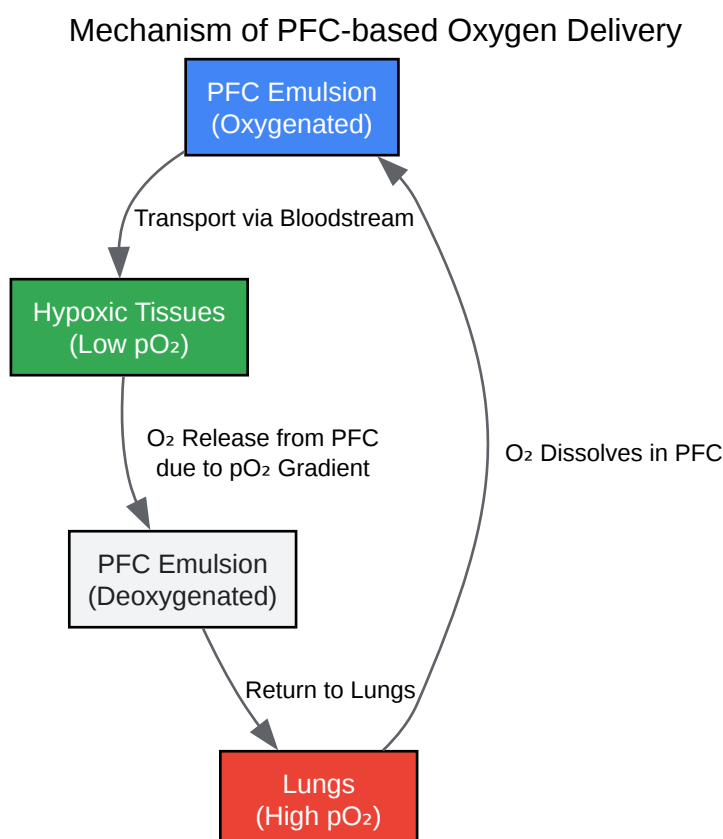 Mechanism of PFC-based Oxygen Delivery
PFC Emulsion
(Oxygenated)
Transport via Bloodstream
Hypoxic Tissues
(Low pO₂)
O₂ Release from PFC
due to pO₂ Gradient
O₂ Dissolves in PFC
PFC Emulsion
(Deoxygenated)
Return to Lungs
Lungs
(High pO₂)